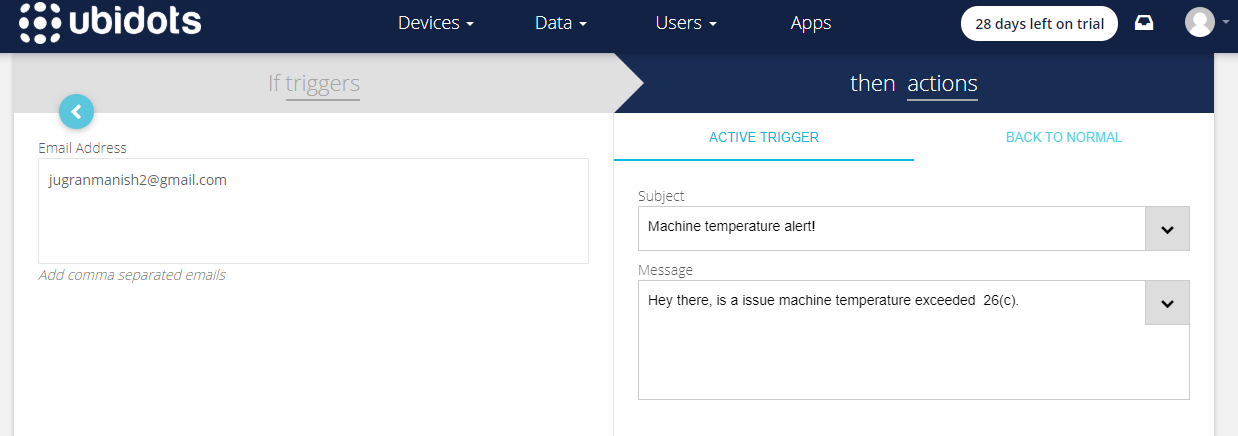 ubidots
Devices
Data
Users
Apps
28 days left on trial
If triggers
then actions
Email Address
jugranmanish2@gmail.com
Add comma separated emails
ACTIVE TRIGGER
BACK TO NORMAL
Subject
Machine temperature alert!
Message
Hey there, is a issue machine temperature exceeded  26(c).